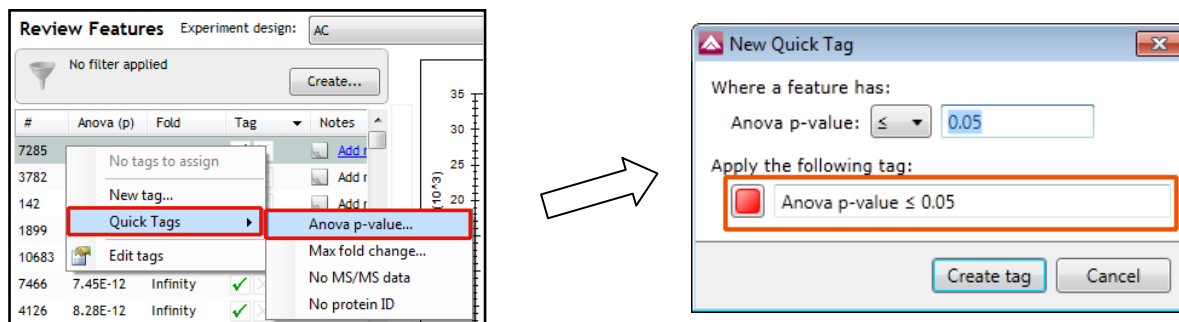 Review Features Experiment design: AC
No filter applied
Create...
# Anova (p) Fold Tag Notes
7285 Add r
No tags to assign
3782 Add r
New tag...
142 Add r
Quick Tags
1899
Anova p-value...
Edit tags
10683
Max fold change...
7466 7.45E-12 Infinity
No MS/MS data
4126 8.28E-12 Infinity
No protein ID
35
30
25
20
(10^3)
New Quick Tag
Where a feature has:
Anova p-value: ≤ 0.05
Apply the following tag:
Anova p-value ≤ 0.05
Create tag Cancel